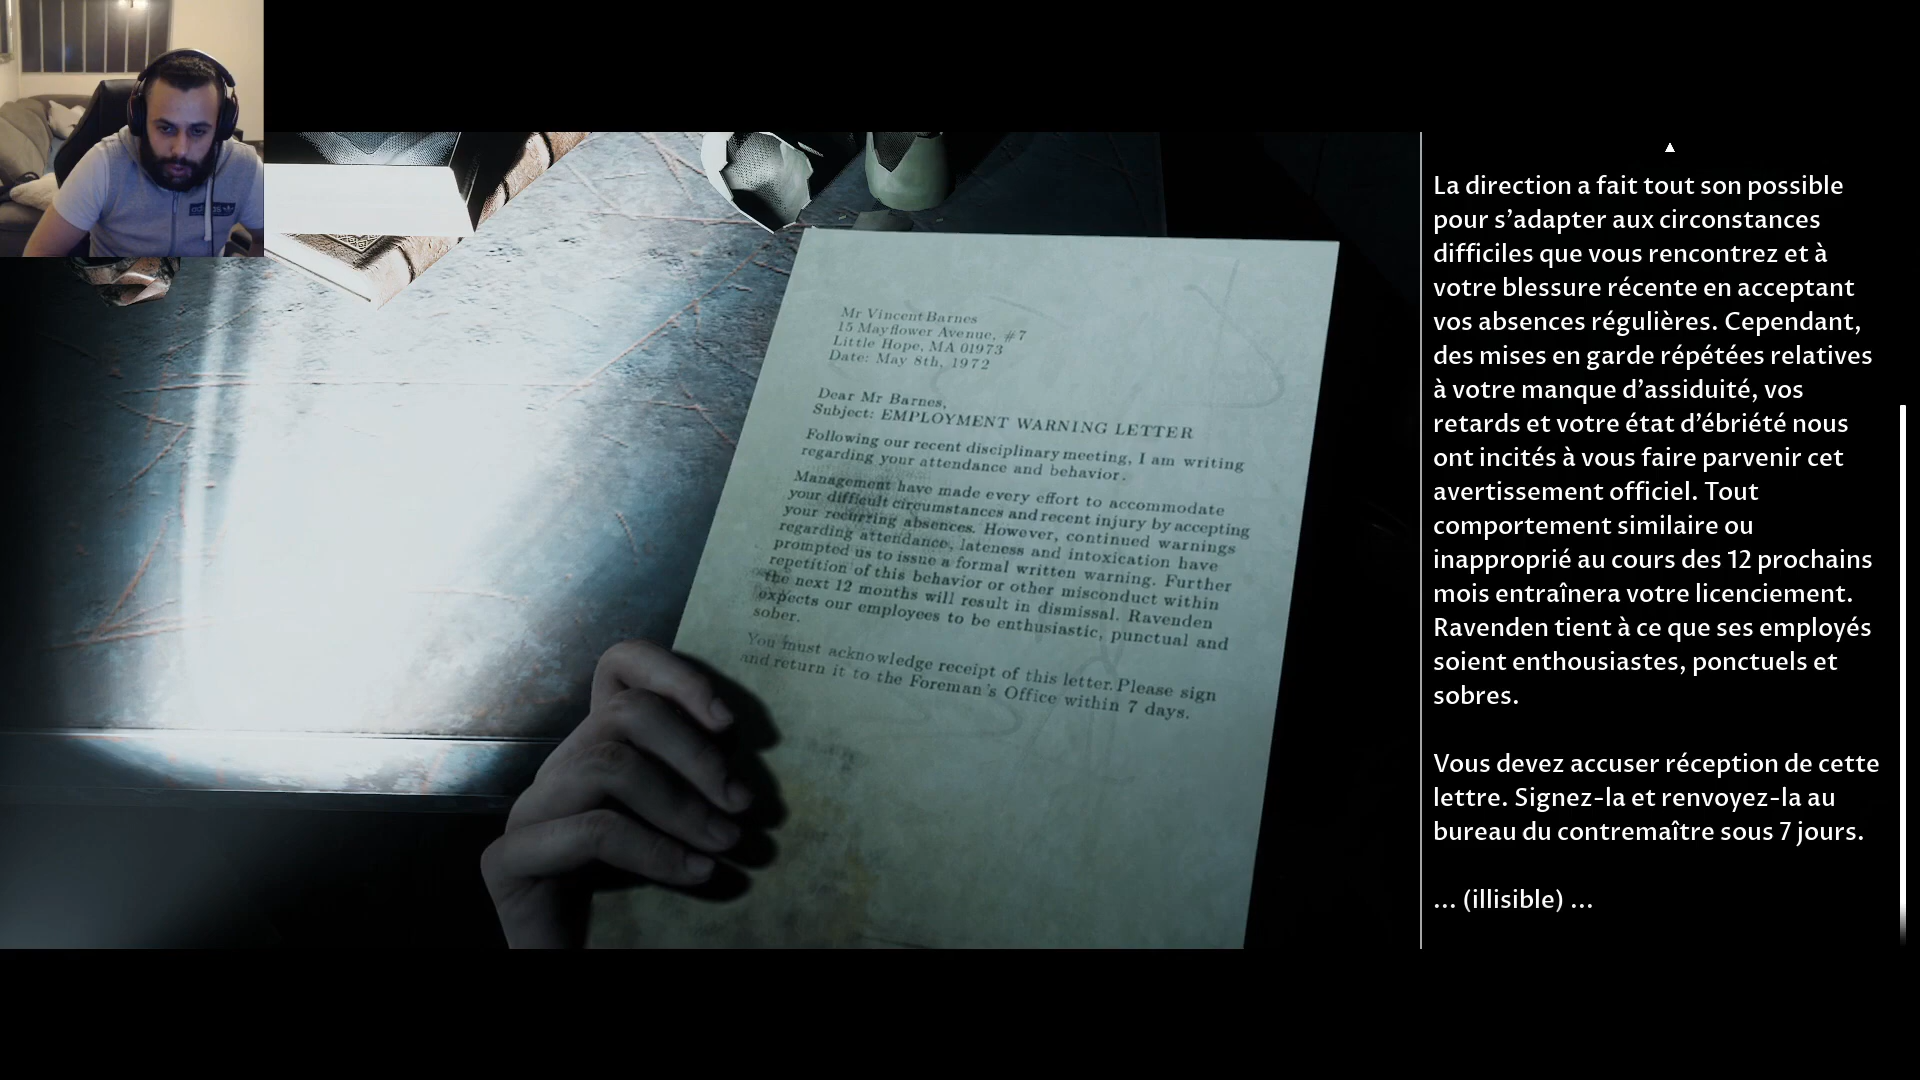 Mr Vincent Barnes
15 Mayflower Avenue, #7
Little Hope, MA 01973
Date: May 8th, 1972
Dear Mr Barnes,
Subject: EMPLOYMENT WARNING LETTER
Following our recent disciplinary meeting, I am writing
regarding your attendance and behavior.
Management have made every effort to accommodate
your difficult circumstances and recent injury by accepting
your recurring absences. However, continued warnings
regarding attendance, lateness and intoxication have
prompted us to issue a formal written warning. Further
repetition of this behavior or other misconduct within
the next 12 months will result in dismissal. Ravenden
expects our employees to be enthusiastic, punctual and
sober.
You must acknowledge receipt of this letter. Please sign
and return it to the Foreman's Office within 7 days.
La direction a fait tout son possible
pour s'adapter aux circonstances
difficiles que vous rencontrez et à
votre blessure récente en acceptant
vos absences régulières. Cependant,
des mises en garde répétées relatives
à votre manque d'assiduité, vos
retards et votre état d'ébriété nous
ont incités à vous faire parvenir cet
avertissement officiel. Tout
comportement similaire ou
inapproprié au cours des 12 prochains
mois entraînera votre licenciement.
Ravenden tient à ce que ses employés
soient enthousiastes, ponctuels et
sobres.
Vous devez accuser réception de cette
lettre. Signez-la et renvoyez-la au
bureau du contremaître sous 7 jours.
... (illisible) ...